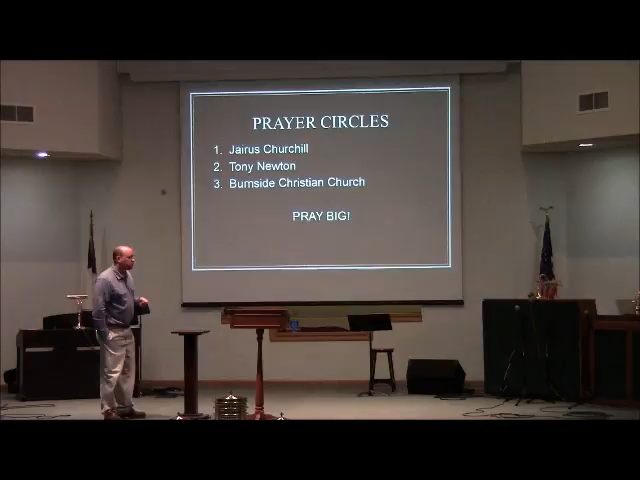 PRAYER CIRCLES
1. Jairus Churchill
2. Tony Newton
3. Burnside Christian Church
PRAY BIG!